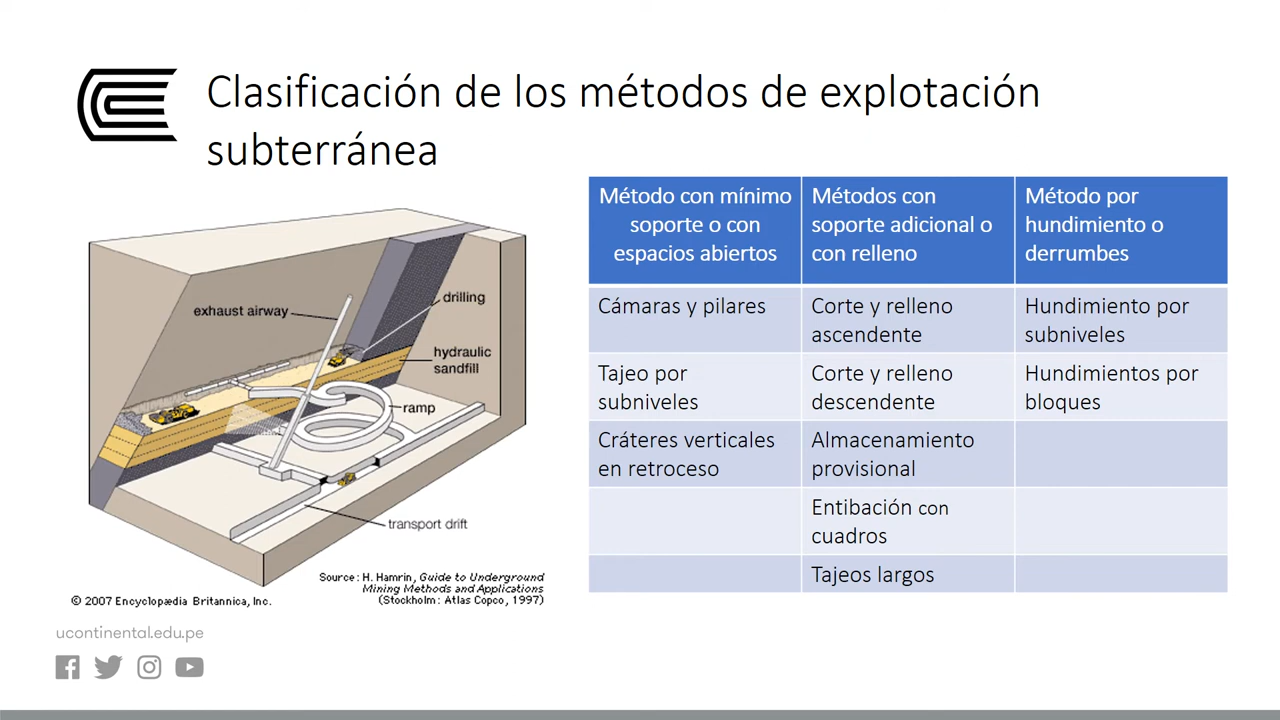 Clasificación de los métodos de explotación
subterránea
exhaust airway
drilling
hydraulic
sandfill
ramp
transport drift
Source: H. Hamrin, Guide to Underground
Mining Methods and Applications
(Stockholm: Atlas Copco, 1997)
© 2007 Encyclopædia Britannica, Inc.
Método con mínimo
soporte o con
espacios abiertos
Métodos con
soporte adicional o
con relleno
Método por
hundimiento o
derrumbes
Cámaras y pilares
Corte y relleno
ascendente
Hundimiento por
subniveles
Tajeo por
subniveles
Corte y relleno
descendente
Hundimientos por
bloques
Cráteres verticales
en retroceso
Almacenamiento
provisional
Entibación con
cuadros
Tajeos largos
ucontinental.edu.pe